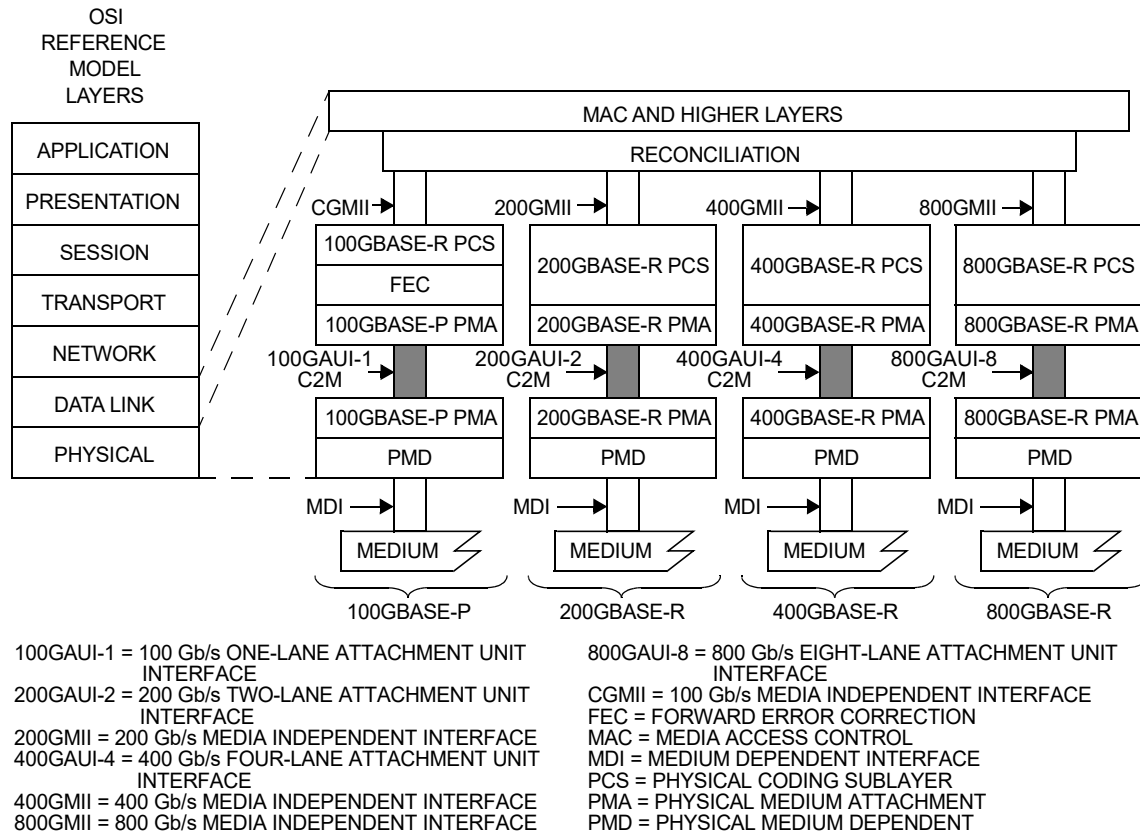 OSI
REFERENCE
MODEL
LAYERS
APPLICATION
PRESENTATION
SESSION
TRANSPORT
NETWORK
DATA LINK
PHYSICAL
MAC AND HIGHER LAYERS
RECONCILIATION
CGMII
200GMII
400GMII
800GMII
100GBASE-R PCS
FEC
200GBASE-R PCS
400GBASE-R PCS
800GBASE-R PCS
100GBASE-P PMA
200GBASE-R PMA
400GBASE-R PMA
800GBASE-R PMA
100GAUI-1
C2M
200GAUI-2
C2M
400GAUI-4
C2M
800GAUI-8
C2M
100GBASE-P PMA
200GBASE-R PMA
400GBASE-R PMA
800GBASE-R PMA
PMD
PMD
PMD
PMD
MDI
MDI
MDI
MDI
MEDIUM
MEDIUM
MEDIUM
MEDIUM
100GBASE-P
200GBASE-R
400GBASE-R
800GBASE-R
100GAUI-1 = 100 Gb/s ONE-LANE ATTACHMENT UNIT
INTERFACE
200GAUI-2 = 200 Gb/s TWO-LANE ATTACHMENT UNIT
INTERFACE
200GMII = 200 Gb/s MEDIA INDEPENDENT INTERFACE
400GAUI-4 = 400 Gb/s FOUR-LANE ATTACHMENT UNIT
INTERFACE
400GMII = 400 Gb/s MEDIA INDEPENDENT INTERFACE
800GMII = 800 Gb/s MEDIA INDEPENDENT INTERFACE
800GAUI-8 = 800 Gb/s EIGHT-LANE ATTACHMENT UNIT
INTERFACE
CGMII = 100 Gb/s MEDIA INDEPENDENT INTERFACE
FEC = FORWARD ERROR CORRECTION
MAC = MEDIA ACCESS CONTROL
MDI = MEDIUM DEPENDENT INTERFACE
PCS = PHYSICAL CODING SUBLAYER
PMA = PHYSICAL MEDIUM ATTACHMENT
PMD = PHYSICAL MEDIUM DEPENDENT